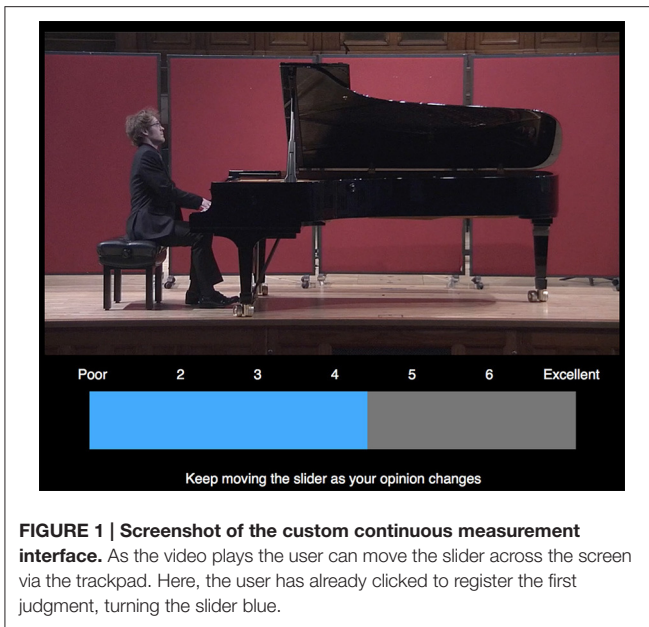 Poor 2 3 4 5 6 Excellent
Keep moving the slider as your opinion changes
FIGURE 1 | Screenshot of the custom continuous measurement
interface. As the video plays the user can move the slider across the screen
via the trackpad. Here, the user has already clicked to register the first
judgment, turning the slider blue.